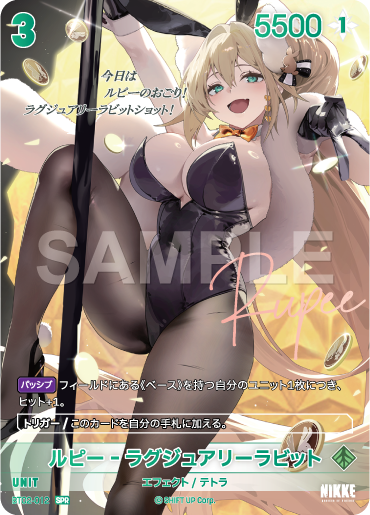 3
5500 1
今日は
ルピーのおごり!
ラグジュアリーラビットショット!
SAMPLE
Rupee
パッシブ フィールドにある《ベース》を持つ自分のユニット1枚につき、
ヒット+1。
トリガー / このカードを自分の手札に加える。
ルピー - ラグジュアリーラビット
UNIT
エフェクト / テトラ
SPR
© SHIFT UP Corp.
NIKKE